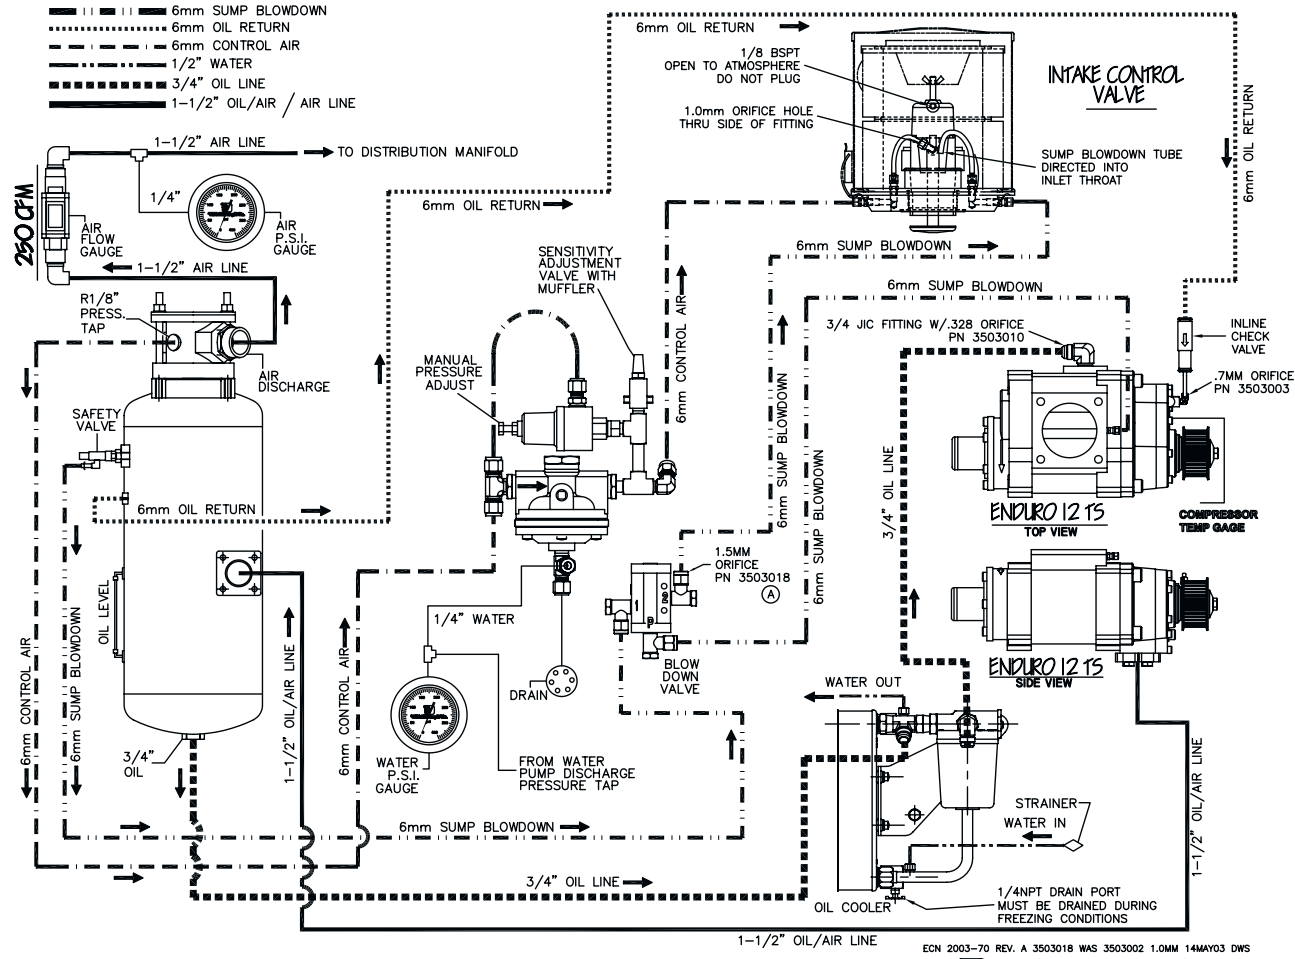 6mm SUMP BLOWDOWN
6mm OIL RETURN
6mm CONTROL AIR
1/2" WATER
3/4" OIL LINE
1-1/2" OIL/AIR / AIR LINE
6mm OIL RETURN
1/8 BSPT
OPEN TO ATMOSPHERE
DO NOT PLUG
INTAKE CONTROL
VALVE
1.0mm ORIFICE HOLE
THRU SIDE OF FITTING
SUMP BLOWDOWN TUBE
DIRECTED INTO
INLET THROAT
6mm OIL RETURN
1-1/2" AIR LINE
TO DISTRIBUTION MANIFOLD
250 CFM
1/4"
AIR
FLOW
GAUGE
AIR
P.S.I.
GAUGE
6mm OIL RETURN
1-1/2" AIR LINE
R1/8"
PRESS.
TAP
AIR
DISCHARGE
SENSITIVITY
ADJUSTMENT
VALVE WITH
MUFFLER
MANUAL
PRESSURE
ADJUST
6mm CONTROL AIR
6mm SUMP BLOWDOWN
6mm SUMP BLOWDOWN
3/4 JIC FITTING W/.328 ORIFICE
PN 3503010
INLINE
CHECK
VALVE
.7MM ORIFICE
PN 3503003
SAFETY
VALVE
6mm OIL RETURN
6mm SUMP BLOWDOWN
6mm SUMP BLOWDOWN
3/4" OIL LINE
ENDURO 12 TS
TOP VIEW
COMPRESSOR
TEMP GAGE
1.5MM
ORIFICE
PN 3503018
A
1
2
P
BLOW
DOWN
VALVE
ENDURO 12 TS
SIDE VIEW
OIL LEVEL
1/4" WATER
DRAIN
6mm CONTROL AIR
6mm SUMP BLOWDOWN
1-1/2" OIL/AIR LINE
6mm CONTROL AIR
3/4"
OIL
WATER
P.S.I.
GAUGE
FROM WATER
PUMP DISCHARGE
PRESSURE TAP
WATER OUT
STRAINER
WATER IN
1-1/2" OIL/AIR LINE
6mm SUMP BLOWDOWN
3/4" OIL LINE
OIL COOLER
1/4NPT DRAIN PORT
MUST BE DRAINED DURING
FREEZING CONDITIONS
1-1/2" OIL/AIR LINE
ECN 2003-70 REV. A 3503018 WAS 3503002 1.0MM 14MAY03 DWS